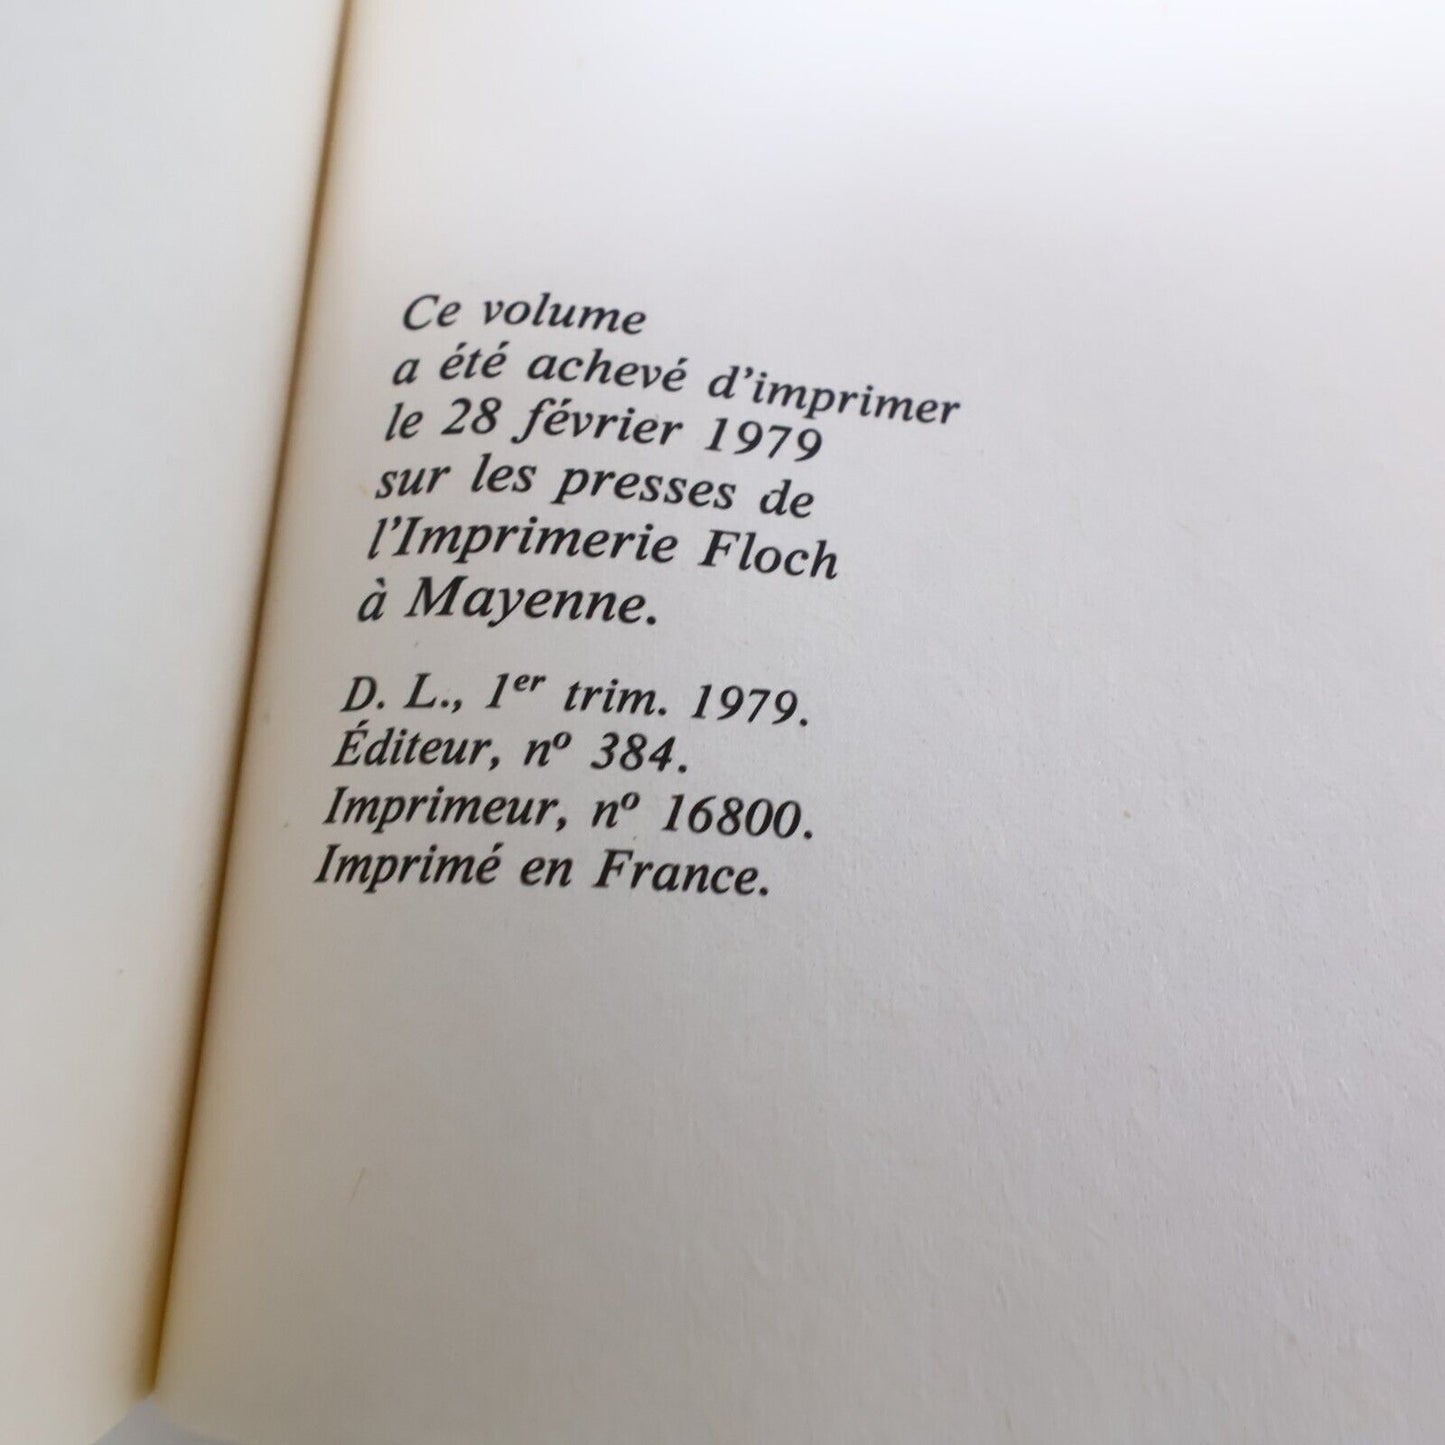 Ce volume
a été achevé d'imprimer
le 28 février 1979
sur les presses de
l'Imprimerie Floch
à Mayenne.
D. L., 1er trim. 1979.
Éditeur, nº 384.
Imprimeur, nº 16800.
Imprimé en France.